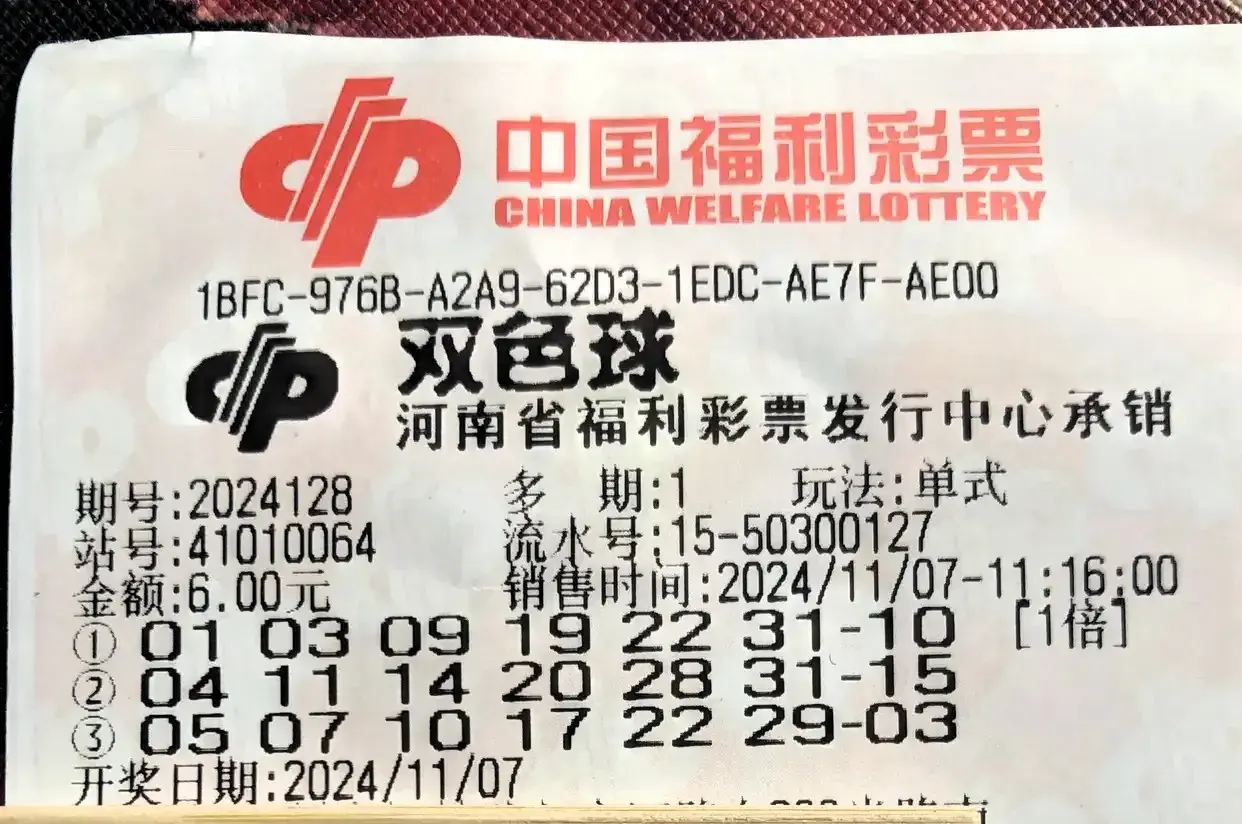 中国福利彩票
CHINA WELFARE LOTTERY
1BFC-976B-A2A9-62D3-1EDC-AE7F-AE00
双色球
河南省福利彩票发行中心承销
期号:2024128 多 期:1 玩法:单式
站号:41010064 流水号:15-50300127
金额:6.00元 销售时间:2024/11/07-11:16:00
① 01 03 09 19 22 31-10 [1倍]
② 04 11 14 20 28 31-15
③ 05 07 10 17 22 29-03
开奖日期:2024/11/07